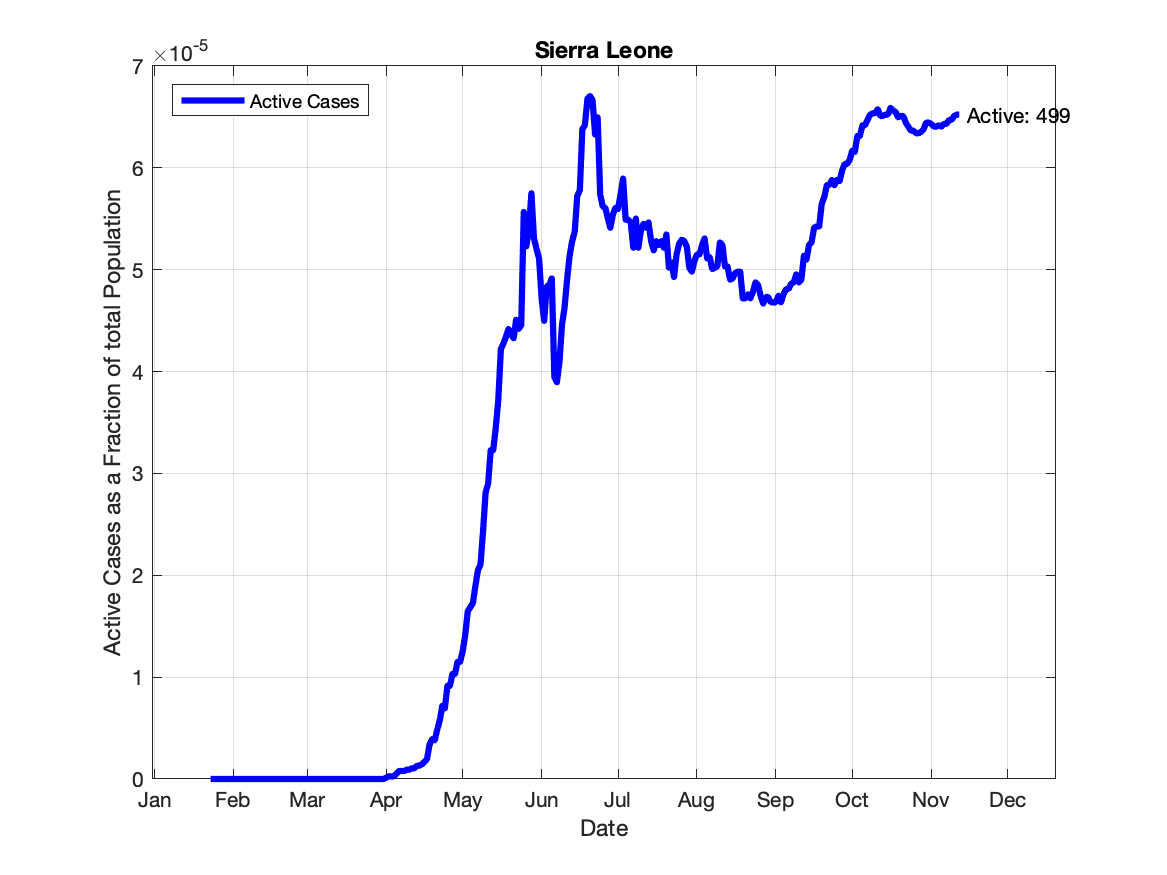 Sierra Leone
×10-5
7
6
5
4
3
2
1
0
Active Cases
Active: 499
Active Cases as a Fraction of total Population
Jan Feb Mar Apr May Jun Jul Aug Sep Oct Nov Dec
Date